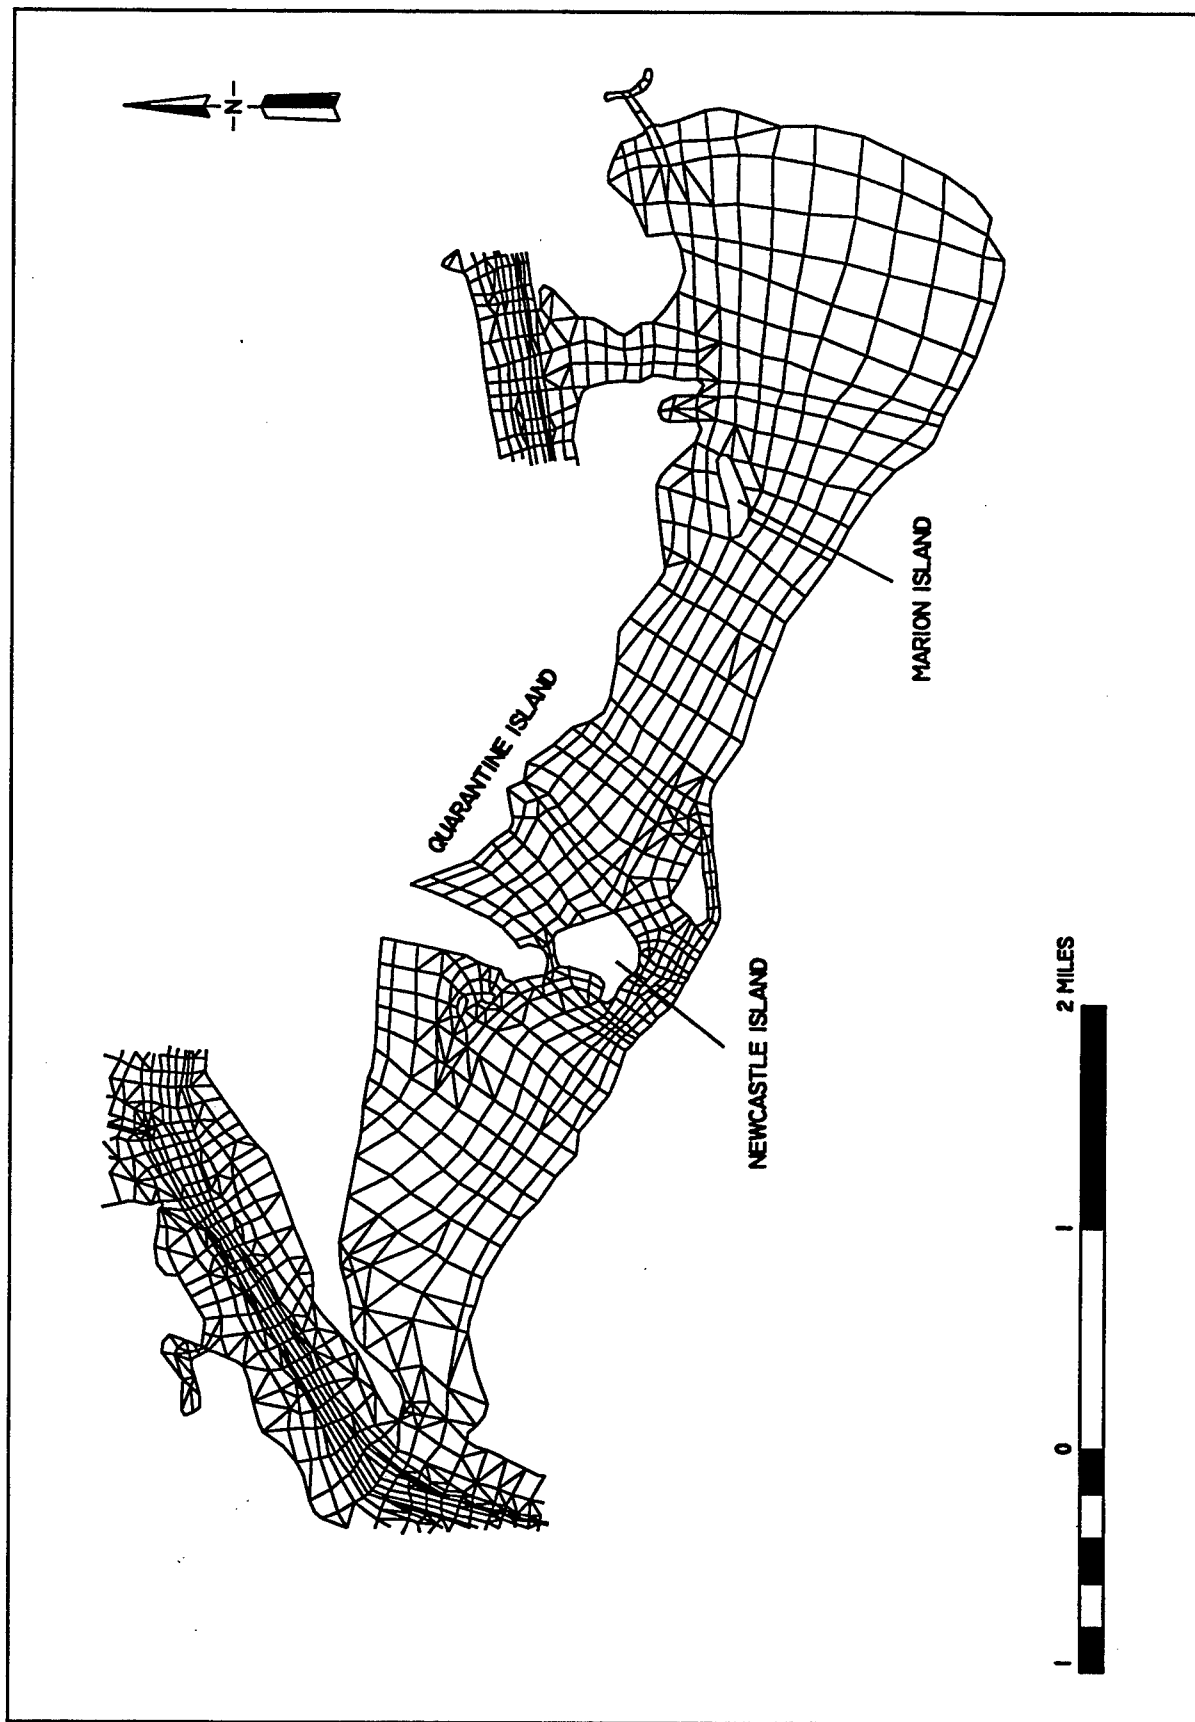 -N-
QUARANTINE ISLAND
MARION ISLAND
NEWCASTLE ISLAND
1 0 1 2 MILES